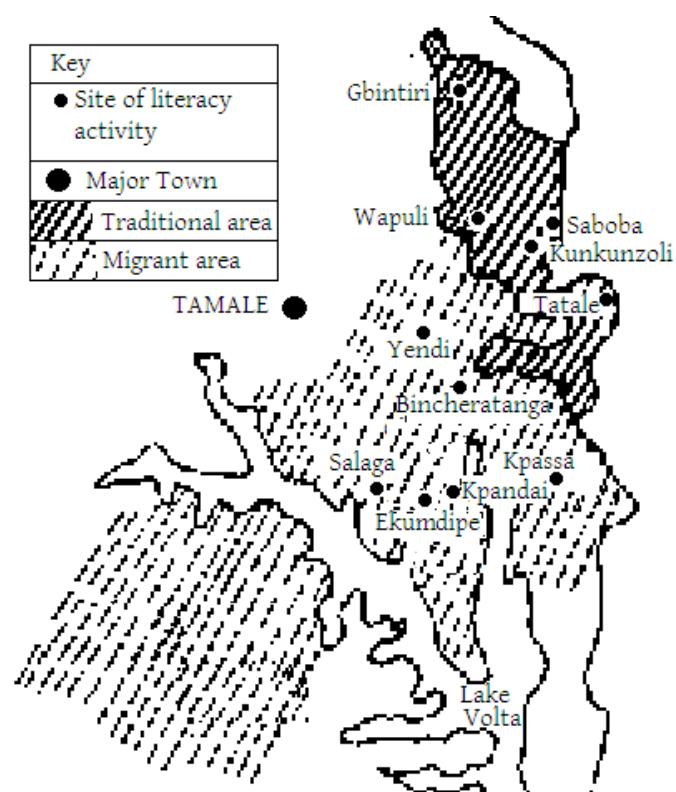 Key
Site of literacy
activity
Major Town
Traditional area
Migrant area
Gbintiri
Wapuli
Saboba
Kunkunzoli
TAMALE
Tatale
Yendi
Bincheratanga
Salaga
Kpassa
Kpandai
Ekumdipe
Lake
Volta